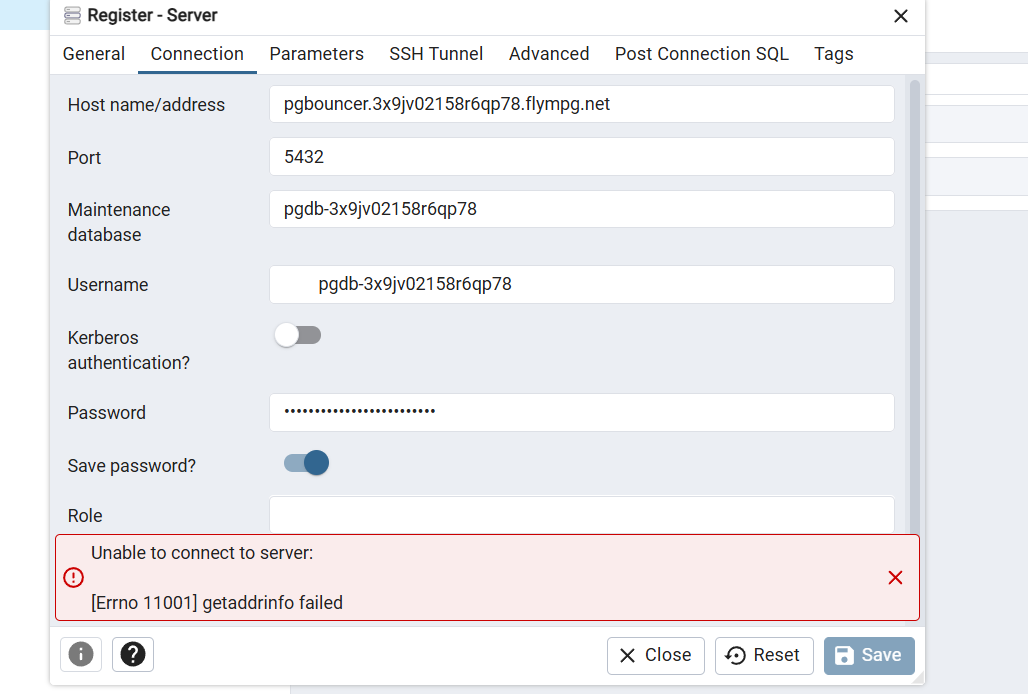 Register - Server
General Connection Parameters SSH Tunnel Advanced Post Connection SQL Tags
Host name/address pgbouncer.3x9jv02158r6qp78.flympg.net
Port 5432
Maintenance database pgdb-3x9jv02158r6qp78
Username pgdb-3x9jv02158r6qp78
Kerberos authentication?
Password ••••••••••••••••••••••••••
Save password?
Role
Unable to connect to server:
[Errno 11001] getaddrinfo failed
Close Reset Save